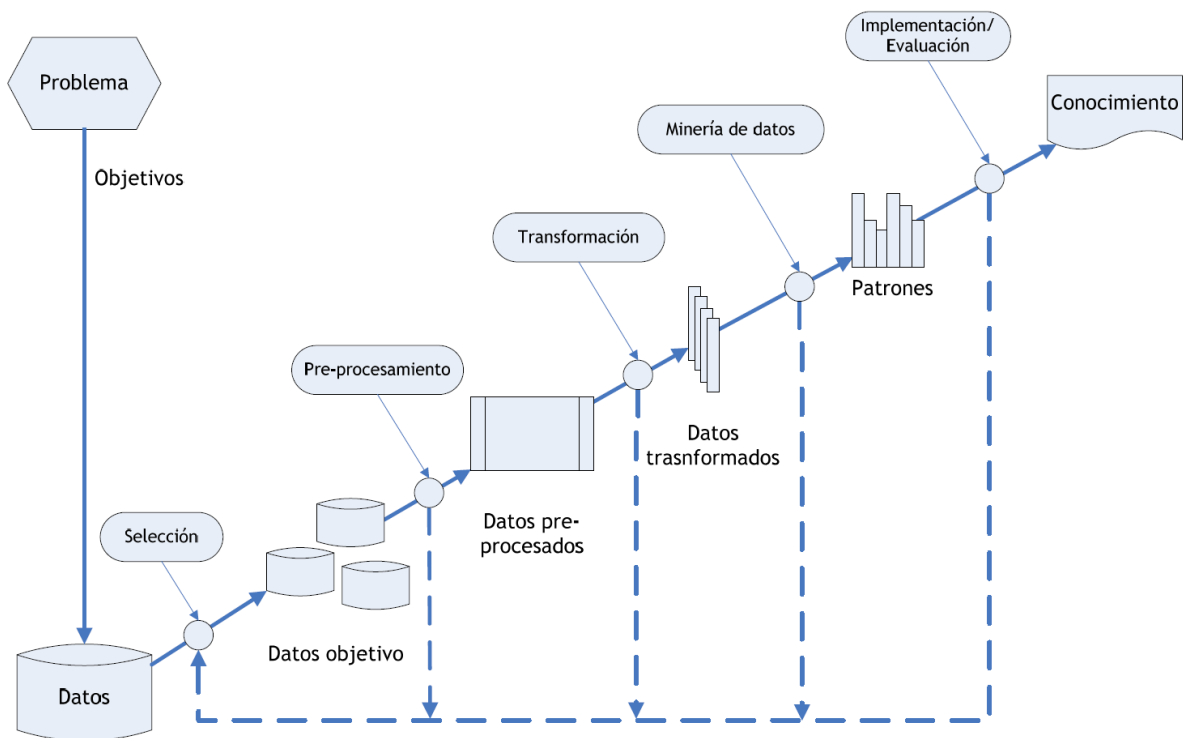 Problema
Objetivos
Datos
Selección
Datos objetivo
Pre-procesamiento
Datos pre-
procesados
Transformación
Datos
trasnformados
Minería de datos
Patrones
Implementación/
Evaluación
Conocimiento